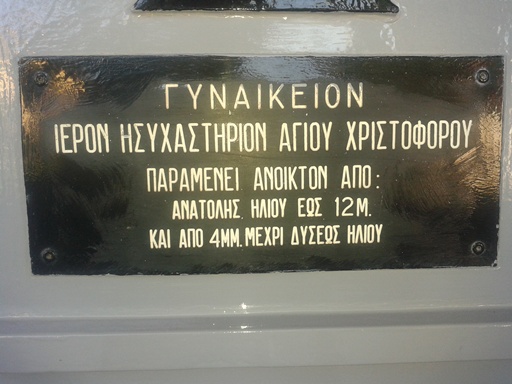 ΓΥΝΑΙΚΕΙΟΝ
ΙΕΡΟΝ ΗΣΥΧΑΣΤΗΡΙΟΝ ΑΓΙΟΥ ΧΡΙΣΤΟΦΟΡΟΥ
ΠΑΡΑΜΕΝΕΙ ΑΝΟΙΚΤΟΝ ΑΠΟ:
ΑΝΑΤΟΛΗΣ ΗΛΙΟΥ ΕΩΣ 12Μ.
ΚΑΙ ΑΠΟ 4ΜΜ. ΜΕΧΡΙ ΔΥΣΕΩΣ ΗΛΙΟΥ